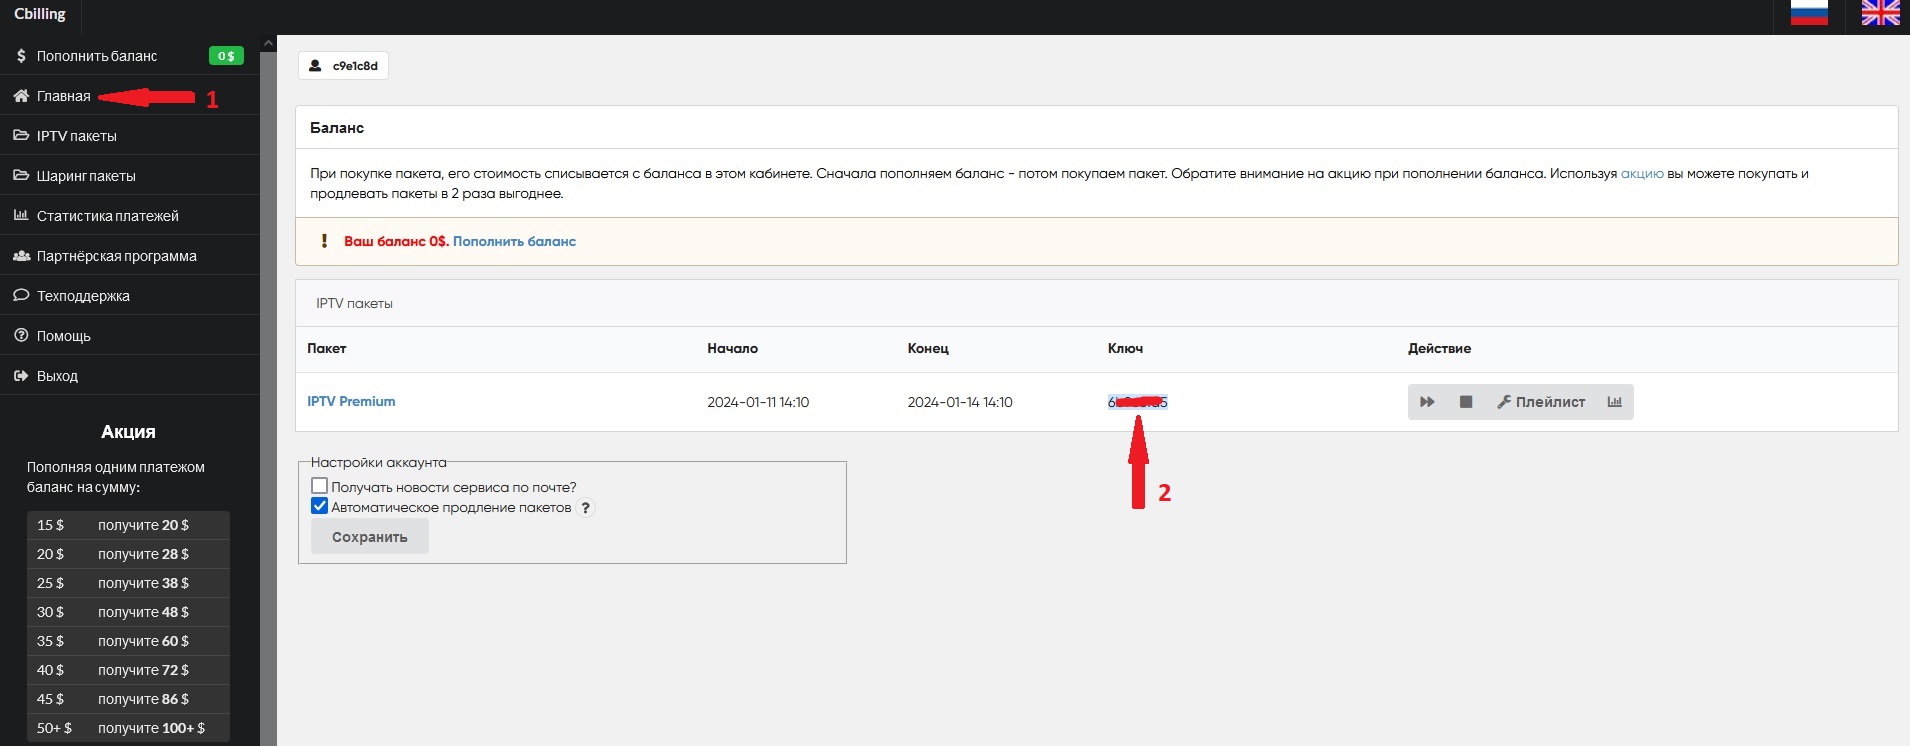 Cbilling
Пополнить баланс 0 $
Главная 1
IPTV пакеты
Шаринг пакеты
Статистика платежей
Партнёрская программа
Техподдержка
Помощь
Выход
Акция
Пополняя одним платежом
баланс на сумму:
15 $ получите 20 $
20 $ получите 28 $
25 $ получите 38 $
30 $ получите 48 $
35 $ получите 60 $
40 $ получите 72 $
45 $ получите 86 $
50+ $ получите 100+ $
c9e1c8d
Баланс
При покупке пакета, его стоимость списывается с баланса в этом кабинете. Сначала пополняем баланс - потом покупаем пакет. Обратите внимание на акцию при пополнении баланса. Используя акцию вы можете покупать и
продлевать пакеты в 2 раза выгоднее.
! Ваш баланс 0$. Пополнить баланс
IPTV пакеты
Пакет Начало Конец Ключ Действие
IPTV Premium 2024-01-11 14:10 2024-01-14 14:10 Плейлист
2
Настройки аккаунта
Получать новости сервиса по почте?
Автоматическое продление пакетов ?
Сохранить